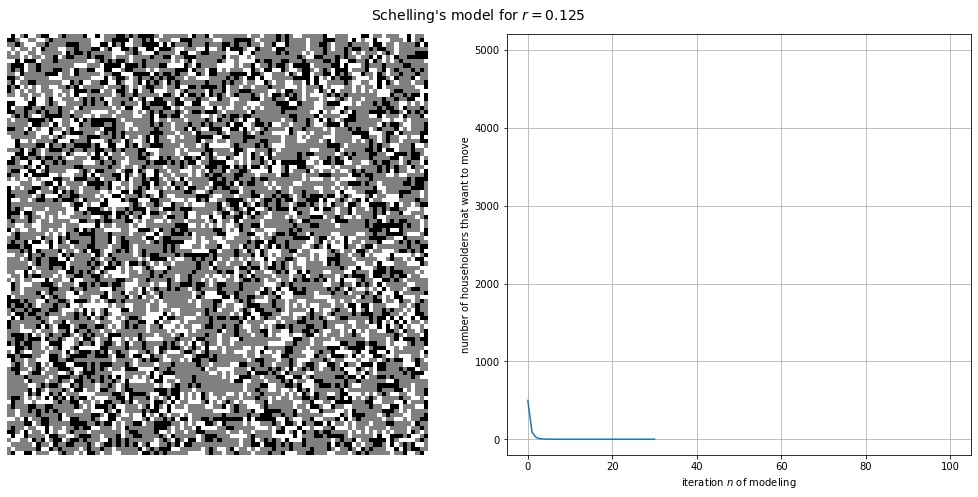 Schelling's model for r = 0.125
number of householders that want to move
5000
4000
3000
2000
1000
0
0 20 40 60 80 100
iteration n of modeling